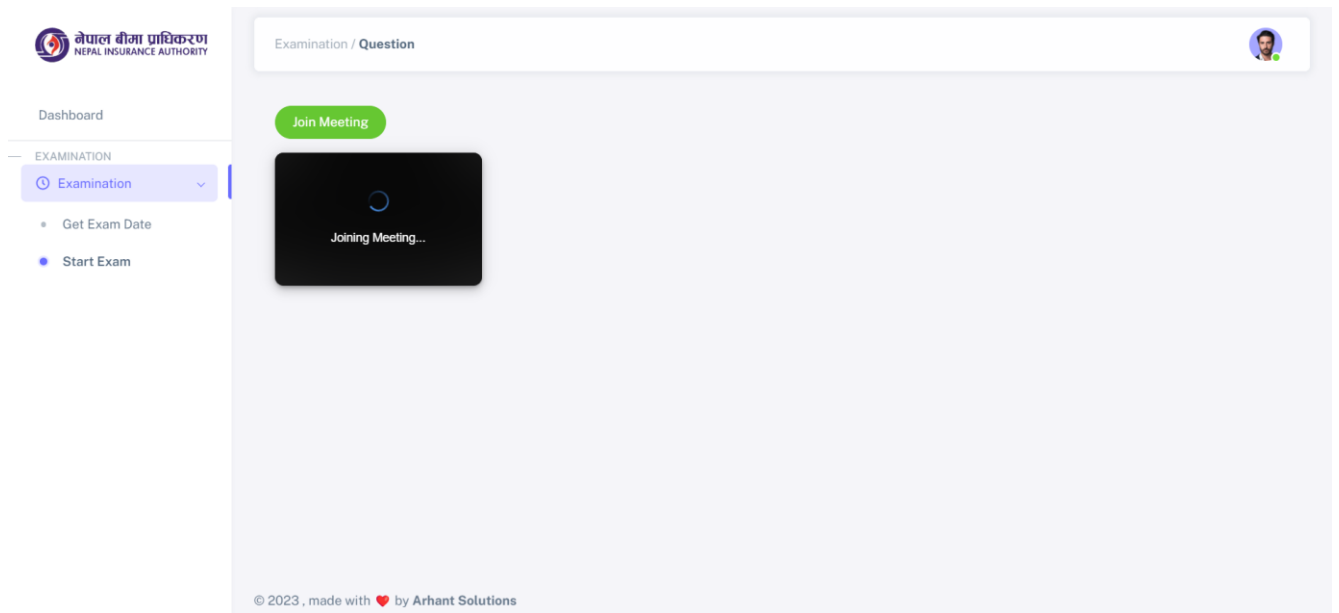 नेपाल बीमा प्राधिकरण
NEPAL INSURANCE AUTHORITY
Examination / Question
Dashboard
Join Meeting
EXAMINATION
Examination
Joining Meeting...
Get Exam Date
Start Exam
© 2023 , made with ❤️ by Arhant Solutions